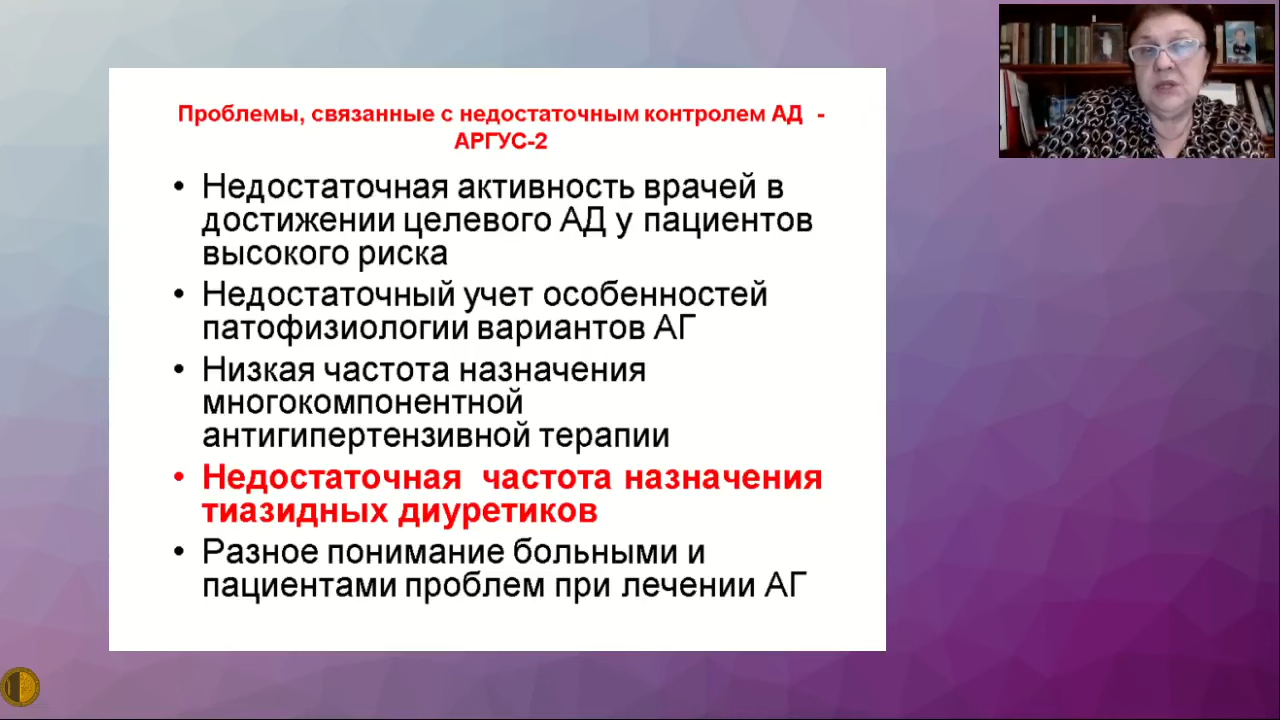 Проблемы, связанные с недостаточным контролем АД -
АРГУС-2
• Недостаточная активность врачей в
достижении целевого АД у пациентов
высокого риска
• Недостаточный учет особенностей
патофизиологии вариантов АГ
• Низкая частота назначения
многокомпонентной
антигипертензивной терапии
• Недостаточная частота назначения
тиазидных диуретиков
• Разное понимание больными и
пациентами проблем при лечении АГ